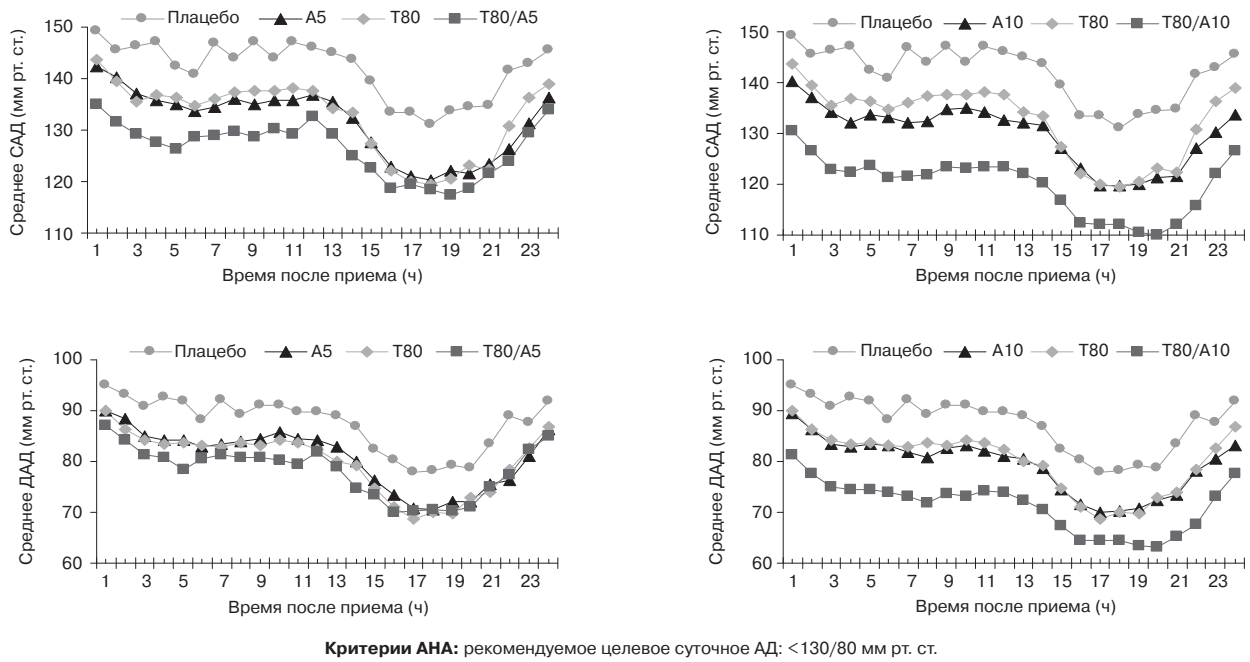 Плацебо A5 T80 T80/A5
Среднее САД (мм рт. ст.)
150
140
130
120
110
1 3 5 7 9 11 13 15 17 19 21 23
Время после приема (ч)
Плацебо A10 T80 T80/A10
Среднее САД (мм рт. ст.)
150
140
130
120
110
1 3 5 7 9 11 13 15 17 19 21 23
Время после приема (ч)
Плацебо A5 T80 T80/A5
Среднее ДАД (мм рт. ст.)
100
90
80
70
60
1 3 5 7 9 11 13 15 17 19 21 23
Время после приема (ч)
Плацебо A10 T80 T80/A10
Среднее ДАД (мм рт. ст.)
100
90
80
70
60
1 3 5 7 9 11 13 15 17 19 21 23
Время после приема (ч)
Критерии АНА: рекомендуемое целевое суточное АД: <130/80 мм рт. ст.